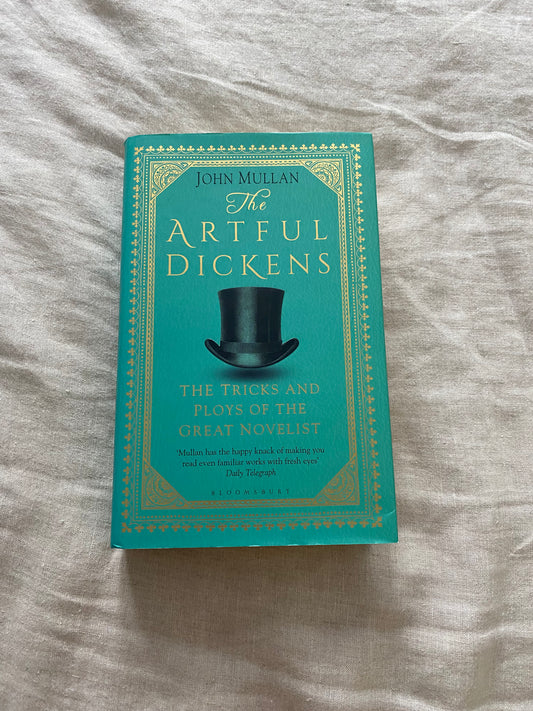 JOHN MULLAN
The
ARTFUL
DICKENS
THE TRICKS AND
PLOYS OF THE
GREAT NOVELIST
'Mullan has the happy knack of making you
read even familiar works with fresh eyes'
Daily Telegraph
BLOOMSBURY